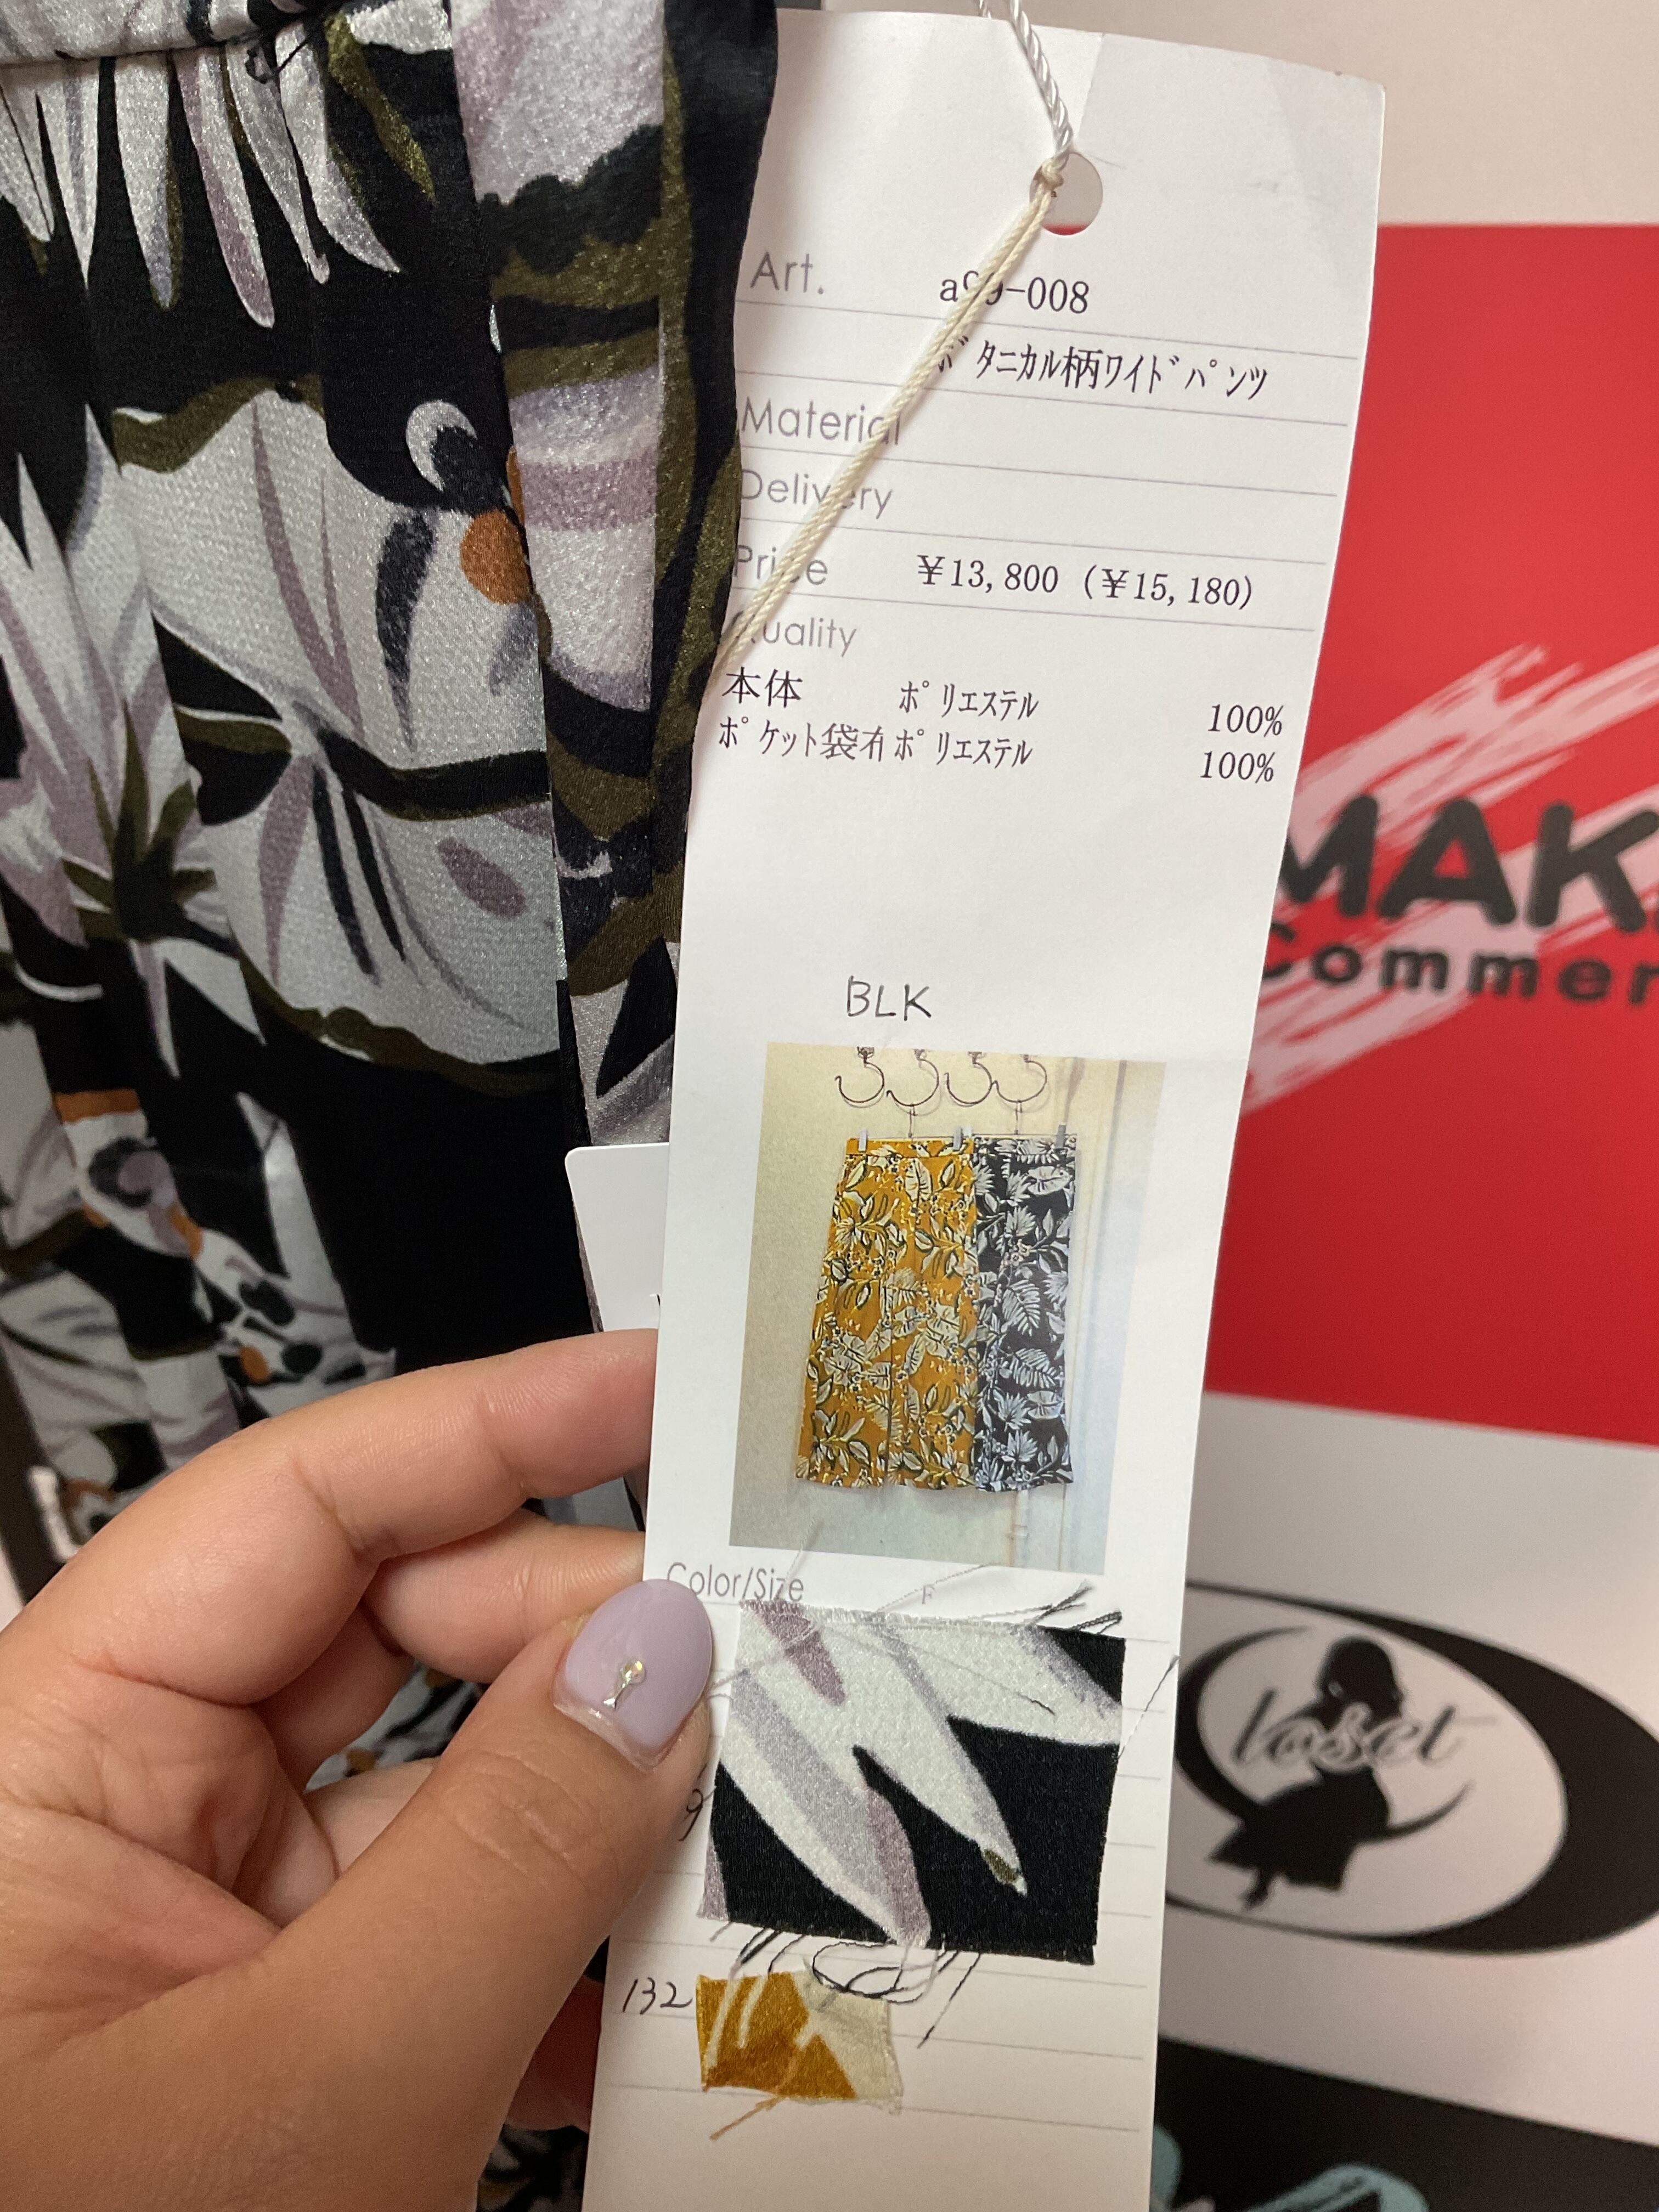 Art.
-008
ﾎﾞﾀﾆｶﾙ柄ﾜｲﾄﾞﾊﾟﾝﾂ
Material
Delivery
Price ￥13,800 (￥15,180)
Quality
本体 ﾎﾟﾘｴｽﾃﾙ 100%
ﾎﾟｹｯﾄ袋布 ﾎﾟﾘｴｽﾃﾙ 100%
BLK
Color/Size F
9
132
MAK
Commer
loset